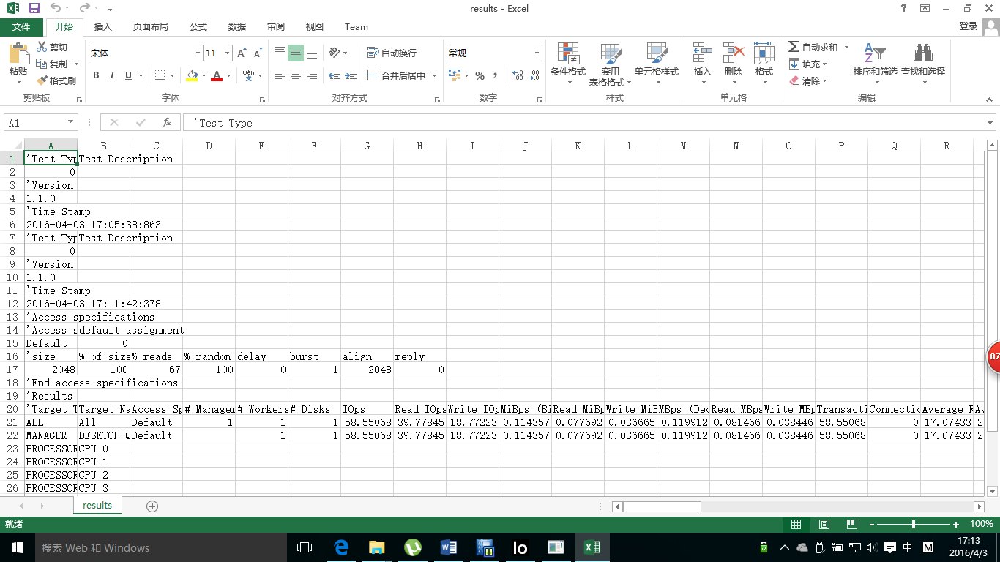 results - Excel
文件 开始 插入 页面布局 公式 数据 审阅 视图 Team 登录
粘贴 剪切 复制 格式刷 剪贴板
宋体 11 B I U A wén 字体
自动换行 合并后居中 对齐方式
常规 % , 数字
条件格式 套用表格格式 单元格样式 样式
插入 删除 格式 单元格
自动求和 填充 清除 排序和筛选 查找和选择 编辑
A1 fx 'Test Type
A B C D E F G H I J K L M N O P Q R
1 'Test Typ Test Description
2 0
3 'Version
4 1.1.0
5 'Time Stamp
6 2016-04-03 17:05:38:863
7 'Test Typ Test Description
8 0
9 'Version
10 1.1.0
11 'Time Stamp
12 2016-04-03 17:11:42:378
13 'Access specifications
14 'Access s default assignment
15 Default 0
16 'size % of size % reads % random delay burst align reply
17 2048 100 67 100 0 1 2048 0
18 'End access specifications
19 'Results
20 'Target T Target Na Access Sp # Manager # Workers # Disks IOps Read IOps Write IOp MiBps (Bi Read MiBp Write MiB MBps (Dec Read MBps Write MBp Transacti Connectio Average R Av
21 ALL All Default 1 1 1 58.55068 39.77845 18.77223 0.114357 0.077692 0.036665 0.119912 0.081466 0.038446 58.55068 0 17.07433 2
22 MANAGER DESKTOP-Q Default 1 1 58.55068 39.77845 18.77223 0.114357 0.077692 0.036665 0.119912 0.081466 0.038446 58.55068 0 17.07433 2
23 PROCESSOR CPU 0
24 PROCESSOR CPU 1
25 PROCESSOR CPU 2
26 PROCESSOR CPU 3
87
results
就绪 100%
搜索 Web 和 Windows
Io
中 M
17:13
2016/4/3